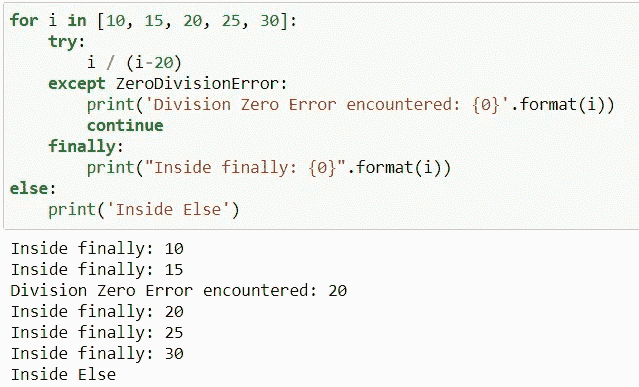 for i in [10, 15, 20, 25, 30]:
    try:
        i / (i-20)
    except ZeroDivisionError:
        print('Division Zero Error encountered: {0}'.format(i))
        continue
    finally:
        print("Inside finally: {0}".format(i))
else:
    print('Inside Else')
Inside finally: 10
Inside finally: 15
Division Zero Error encountered: 20
Inside finally: 20
Inside finally: 25
Inside finally: 30
Inside Else